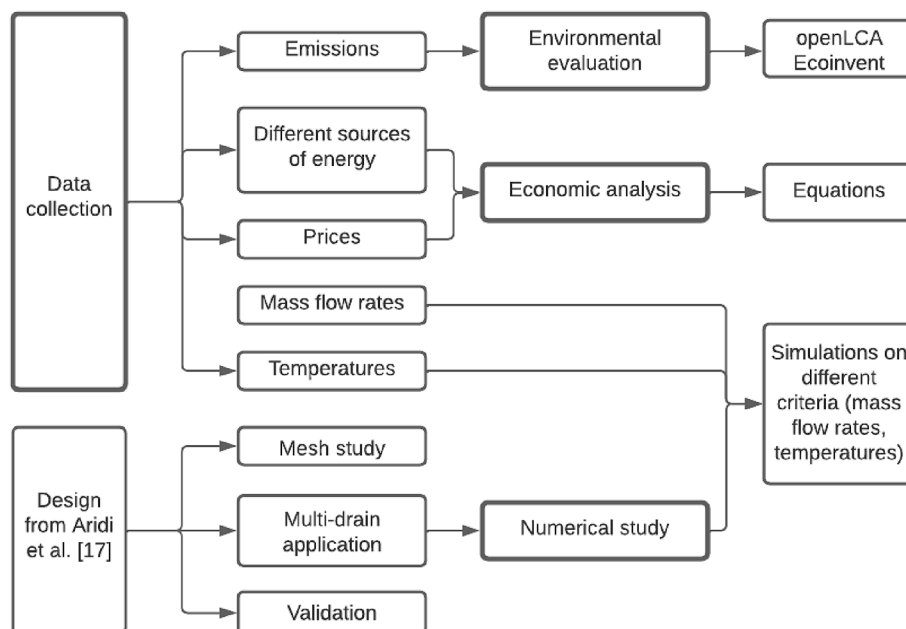 Data
collection
Emissions
Environmental
evaluation
openLCA
Ecoinvent
Different sources
of energy
Economic analysis
Equations
Prices
Mass flow rates
Temperatures
Simulations on
different
criteria (mass
flow rates,
temperatures)
Design
from Aridi
et al. [17]
Mesh study
Multi-drain
application
Numerical study
Validation